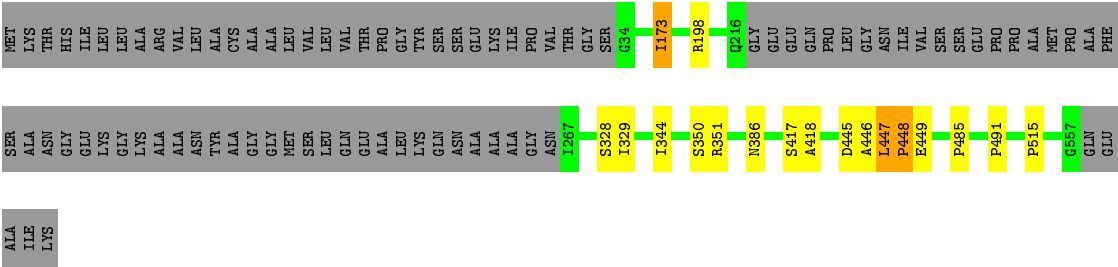 MET LYS THR HIS ILE LEU LEU ALA ARG VAL LEU ALA CYS ALA ALA LEU VAL LEU VAL THR PRO GLY TYR SER SER GLU LYS ILE PRO VAL THR GLY SER G34 I173 R198 Q216 GLY GLU GLU GLN PRO LEU GLY ASN ILE VAL SER SER GLU PRO PRO ALA MET PRO ALA PHE
SER ALA ASN GLY GLU LYS GLY LYS ALA ALA ASN TYR ALA GLY GLY MET SER LEU GLN GLU ALA LEU LYS GLN ASN ALA ALA ALA GLY ASN I267 S328 I329 I344 S350 R351 N386 S417 A418 D445 A446 L447 P448 E449 P485 P491 P515 G557 GLN GLU
ALA ILE LYS